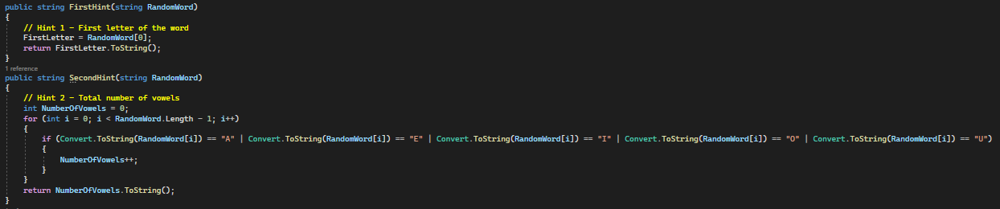 public string FirstHint(string RandomWord)
{
// Hint 1 - First letter of the word
FirstLetter = RandomWord[0];
return FirstLetter.ToString();
}
1 reference
public string SecondHint(string RandomWord)
{
// Hint 2 - Total number of vowels
int NumberOfVowels = 0;
for (int i = 0; i < RandomWord.Length - 1; i++)
{
if (Convert.ToString(RandomWord[i]) == "A" | Convert.ToString(RandomWord[i]) == "E" | Convert.ToString(RandomWord[i]) == "I" | Convert.ToString(RandomWord[i]) == "O" | Convert.ToString(RandomWord[i]) == "U")
{
NumberOfVowels++;
}
}
return NumberOfVowels.ToString();
}